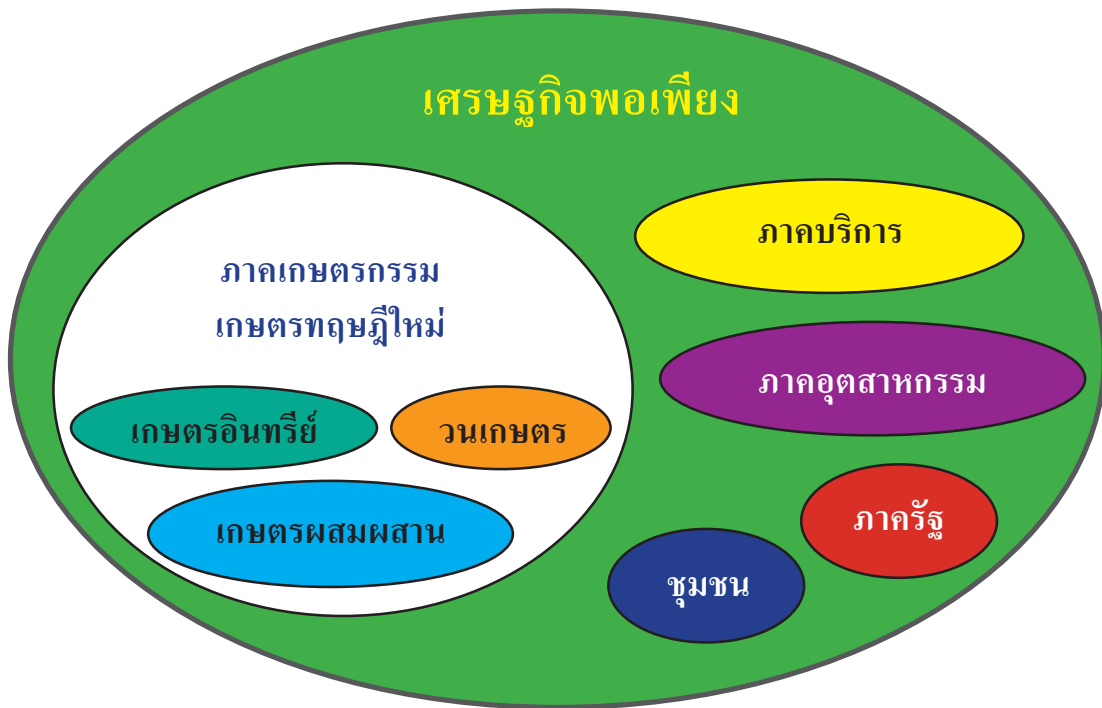 เศรษฐกิจพอเพียง
ภาคบริการ
ภาคเกษตรกรรม
เกษตรทฤษฎีใหม่
ภาคอุตสาหกรรม
เกษตรอินทรีย์
วนเกษตร
เกษตรผสมผสาน
ภาครัฐ
ชุมชน